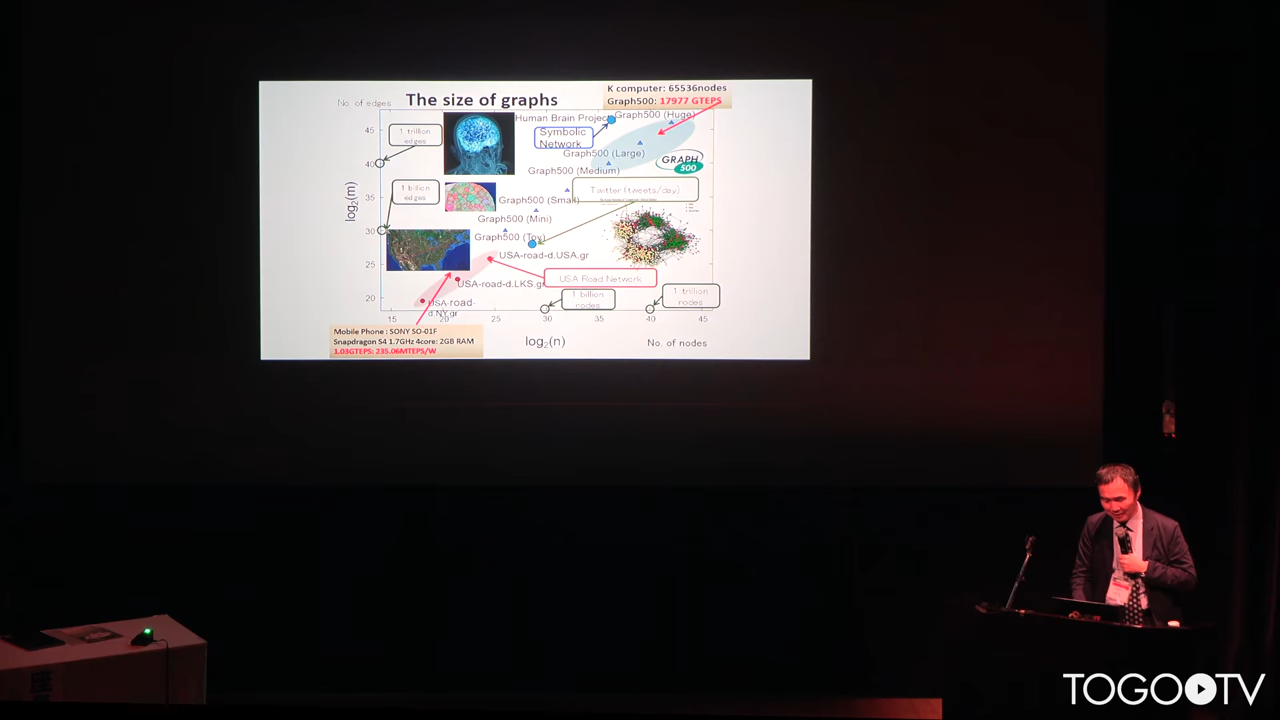 K computer: 65536nodes
Graph500: 17977 GTEPS
No. of edges
The size of graphs
Human Brain Project
Graph500 (Huge)
45
1 trillion
edges
Symbolic
Network
Graph500 (Large)
GRAPH
500
40
Graph500 (Medium)
1 billion
edges
Twitter (tweets/day)
35
Graph500 (Small)
log2(m)
Graph500 (Mini)
30
Graph500 (Toy)
USA-road-d.USA.gr
25
USA Road Network
USA-road-d.LKS.gr
1 billion
nodes
1 trillion
nodes
20
USA-road-
d.NY.gr
15
20
25
30
35
40
45
Mobile Phone : SONY SO-01F
Snapdragon S4 1.7GHz 4core: 2GB RAM
1.03GTEPS: 235.06MTEPS/W
log2(n)
No. of nodes
TOGO TV